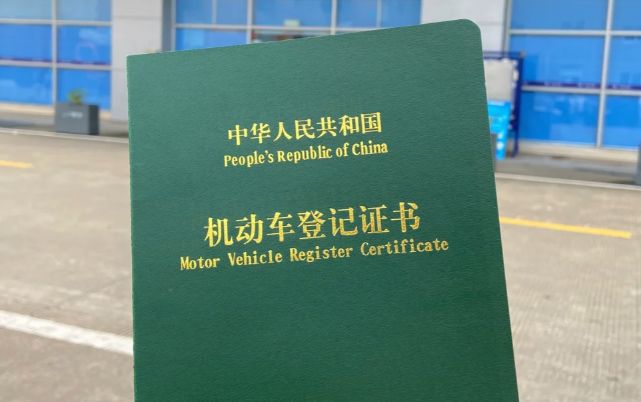 中华人民共和国
People's Republic of China
机动车登记证书
Motor Vehicle Register Certificate